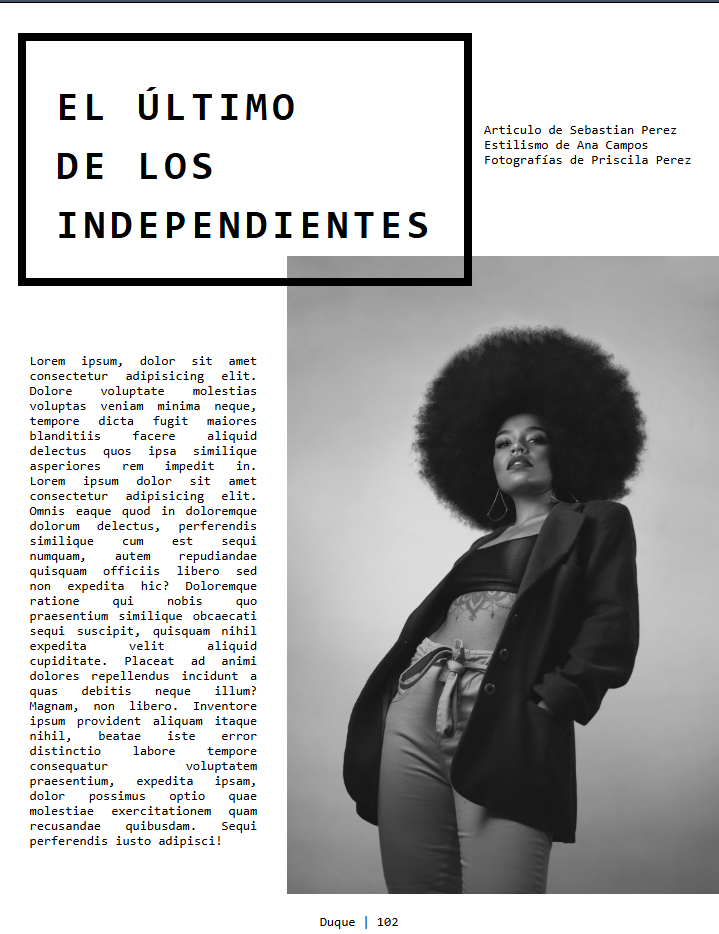 EL ÚLTIMO
DE LOS
INDEPENDIENTES
Articulo de Sebastian Perez
Estilismo de Ana Campos
Fotografías de Priscila Perez
Lorem ipsum, dolor sit amet
consectetur adipisicing elit.
Dolore voluptate molestias
voluptas veniam minima neque,
tempore dicta fugit maiores
blanditiis facere aliquid
delectus quos ipsa similique
asperiores rem impedit in.
Lorem ipsum dolor sit amet
consectetur adipisicing elit.
Omnis eaque quod in doloremque
dolorum delectus, perferendis
similique cum est sequi
numquam, autem repudiandae
quisquam officiis libero sed
non expedita hic? Doloremque
ratione qui nobis quo
praesentium similique obcaecati
sequi suscipit, quisquam nihil
expedita velit aliquid
cupiditate. Placeat ad animi
dolores repellendus incidunt a
quas debitis neque illum?
Magnam, non libero. Inventore
ipsum provident aliquam itaque
nihil, beatae iste error
distinctio labore tempore
consequatur voluptatem
praesentium, expedita ipsam,
dolor possimus optio quae
molestiae exercitationem quam
recusandae quibusdam. Sequi
perferendis iusto adipisci!
Duque | 102